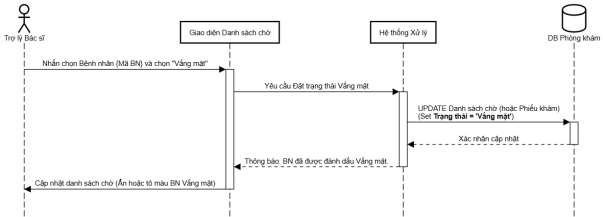 Trợ lý Bác sĩ
Giao diện Danh sách chờ
Hệ thống Xử lý
DB Phòng khám
Nhấn chọn Bệnh nhân (Mã BN) và chọn "Vắng mặt"
Yêu cầu Đặt trạng thái Vắng mặt
UPDATE Danh sách chờ (hoặc Phiếu khám)
(Set Trạng thái = 'Vắng mặt')
Xác nhận cập nhật
Thông báo: BN đã được đánh dấu Vắng mặt.
Cập nhật danh sách chờ (Ẩn hoặc tô màu BN Vắng mặt)